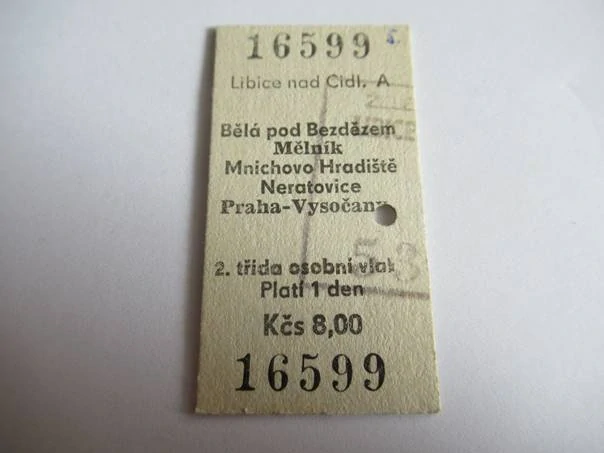 16599
Libice nad Cidl. A
Bělá pod Bezdězem
Mělník
Mnichovo Hradiště
Neratovice
Praha-Vysočany
53
2. třída osobní vlak
Platí 1 den
Kčs 8,00
16599